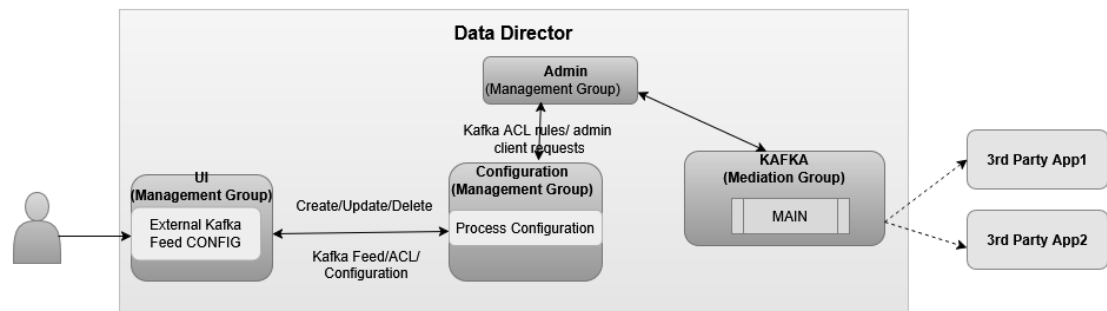 Data Director
Admin
(Management Group)
Kafka ACL rules/ admin
client requests
UI
(Management Group)
External Kafka
Feed CONFIG
Create/Update/Delete
Kafka Feed/ACL/
Configuration
Configuration
(Management Group)
Process Configuration
KAFKA
(Mediation Group)
MAIN
3rd Party App1
3rd Party App2